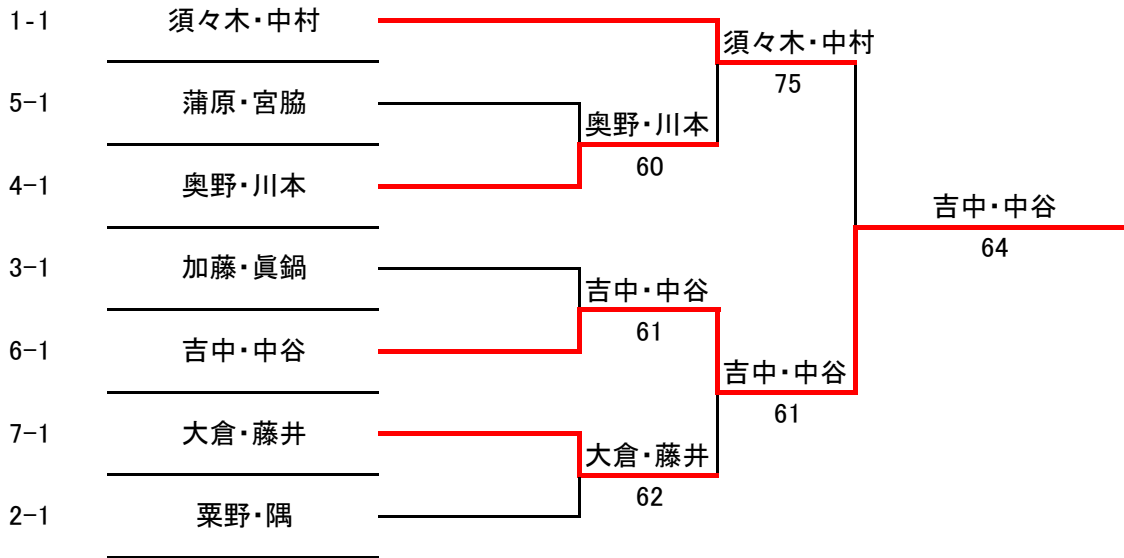 1-1 須々木・中村
須々木・中村
75
5-1 蒲原・宮脇
奥野・川本
60
4-1 奥野・川本
吉中・中谷
64
3-1 加藤・眞鍋
吉中・中谷
61
6-1 吉中・中谷
吉中・中谷
61
7-1 大倉・藤井
大倉・藤井
62
2-1 粟野・隅